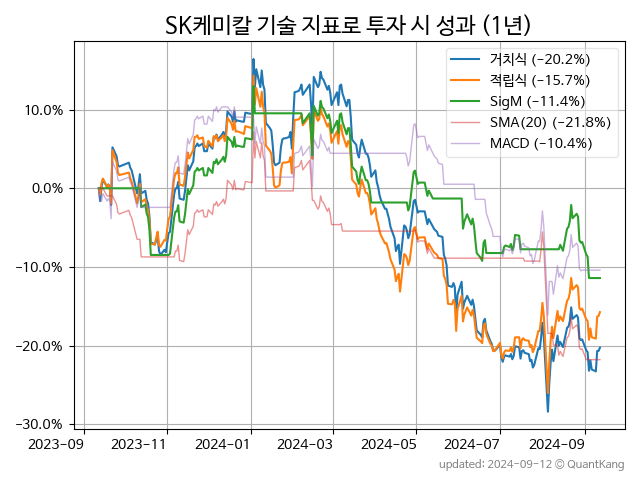 SK케미칼 기술 지표로 투자 시 성과 (1년)
거치식 (−20.2%)
적립식 (−15.7%)
SigM (−11.4%)
SMA(20) (−21.8%)
MACD (−10.4%)
10.0%
0.0%
−10.0%
−20.0%
−30.0%
2023-09 2023-11 2024-01 2024-03 2024-05 2024-07 2024-09
updated: 2024-09-12 © QuantKang